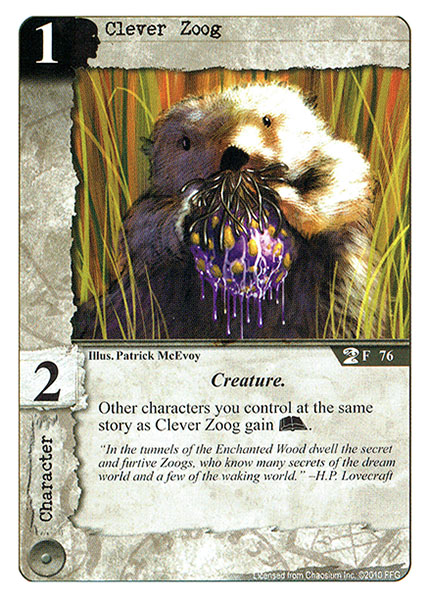 1
Clever Zoog
Illus. Patrick McEvoy
F 76
2
Creature.
Other characters you control at the same
story as Clever Zoog gain .
"In the tunnels of the Enchanted Wood dwell the secret
and furtive Zoogs, who know many secrets of the dream
world and a few of the waking world." –H.P. Lovecraft
Character
Licensed from Chaosium Inc. ©2010 FFG